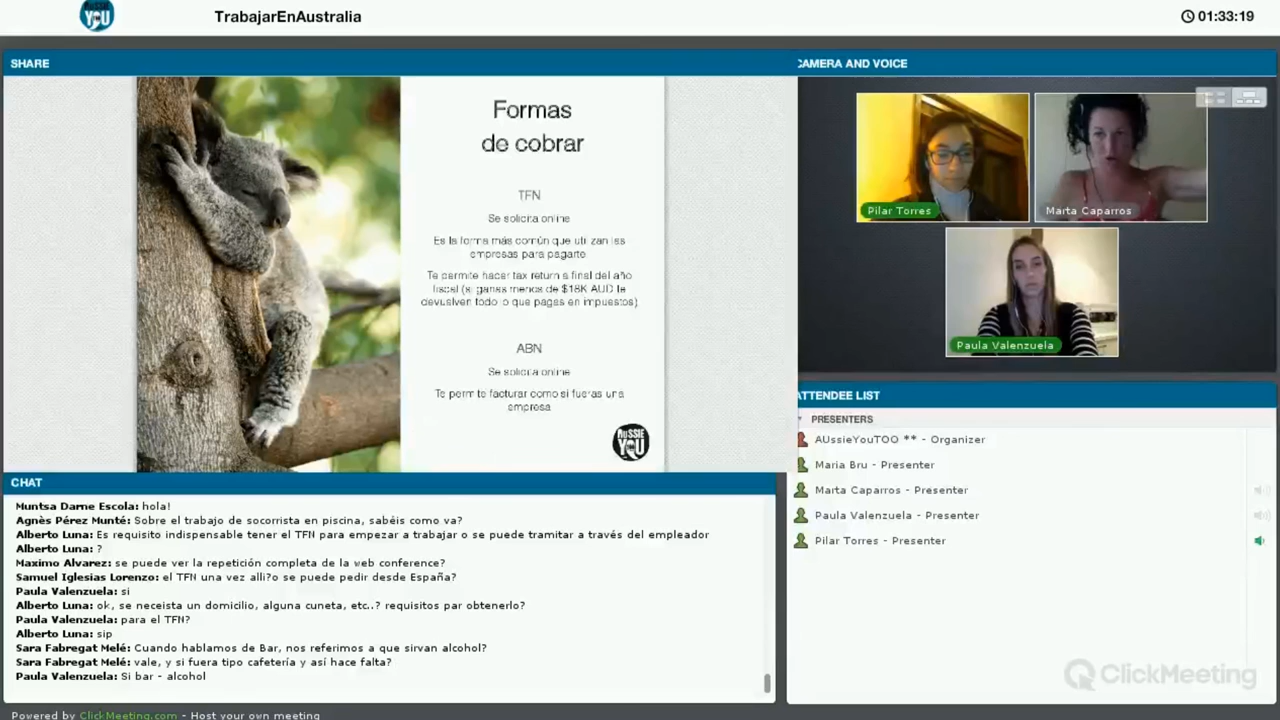 AUSSIE
YOU
TrabajarEnAustralia
01:33:19
SHARE
Formas
de cobrar
TFN
Se solicita online
Es la forma más común que utilizan las
empresas para pagarte
Te permite hacer tax return a final del año
fiscal (si ganas menos de $18K AUD te
devuelven todo lo que pagas en impuestos)
ABN
Se solicita online
Te permite facturar como si fueras una
empresa
AUSSIE
YOU
CAMERA AND VOICE
Pilar Torres
Marta Caparros
Paula Valenzuela
ATTENDEE LIST
PRESENTERS
AUssieYouTOO ** - Organizer
Maria Bru - Presenter
Marta Caparros - Presenter
Paula Valenzuela - Presenter
Pilar Torres - Presenter
CHAT
Muntsa Darne Escola: hola!
Agnès Pérez Munté: Sobre el trabajo de socorrista en piscina, sabéis como va?
Alberto Luna: Es requisito indispensable tener el TFN para empezar a trabajar o se puede tramitar a través del empleador
Alberto Luna: ?
Maximo Alvarez: se puede ver la repetición completa de la web conference?
Samuel Iglesias Lorenzo: el TFN una vez alli?o se puede pedir desde España?
Paula Valenzuela: si
Alberto Luna: ok, se neceista un domicilio, alguna cuneta, etc..? requisitos par obtenerlo?
Paula Valenzuela: para el TFN?
Alberto Luna: sip
Sara Fabregat Melé: Cuando hablamos de Bar, nos referimos a que sirvan alcohol?
Sara Fabregat Melé: vale, y si fuera tipo cafetería y así hace falta?
Paula Valenzuela: Si bar - alcohol
ClickMeeting
Powered by ClickMeeting.com - Host your own meeting